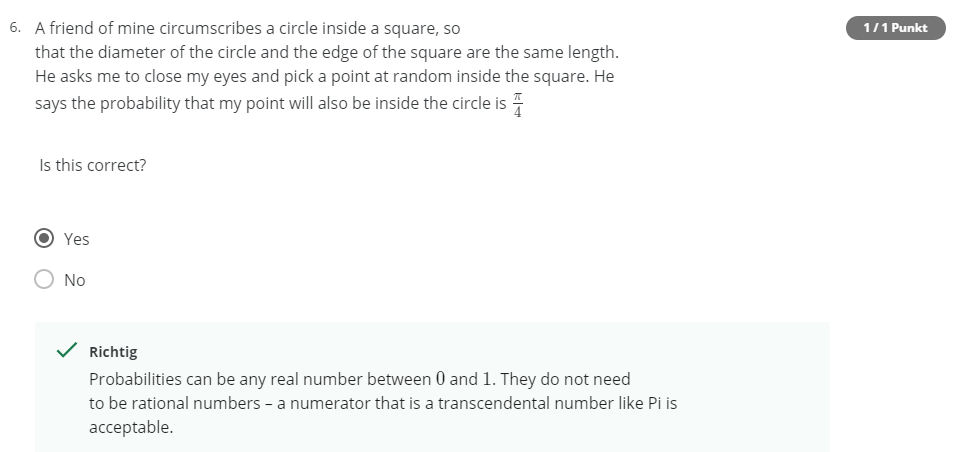 6. A friend of mine circumscribes a circle inside a square, so
1 / 1 Punkt
that the diameter of the circle and the edge of the square are the same length.
He asks me to close my eyes and pick a point at random inside the square. He
says the probability that my point will also be inside the circle is π/4
Is this correct?
Yes
No
Richtig
Probabilities can be any real number between 0 and 1. They do not need
to be rational numbers – a numerator that is a transcendental number like Pi is
acceptable.